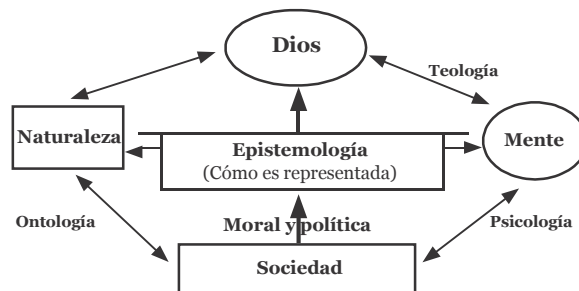 Dios
Teología
Naturaleza
Epistemología
(Cómo es representada)
Mente
Ontología
Moral y política
Psicología
Sociedad